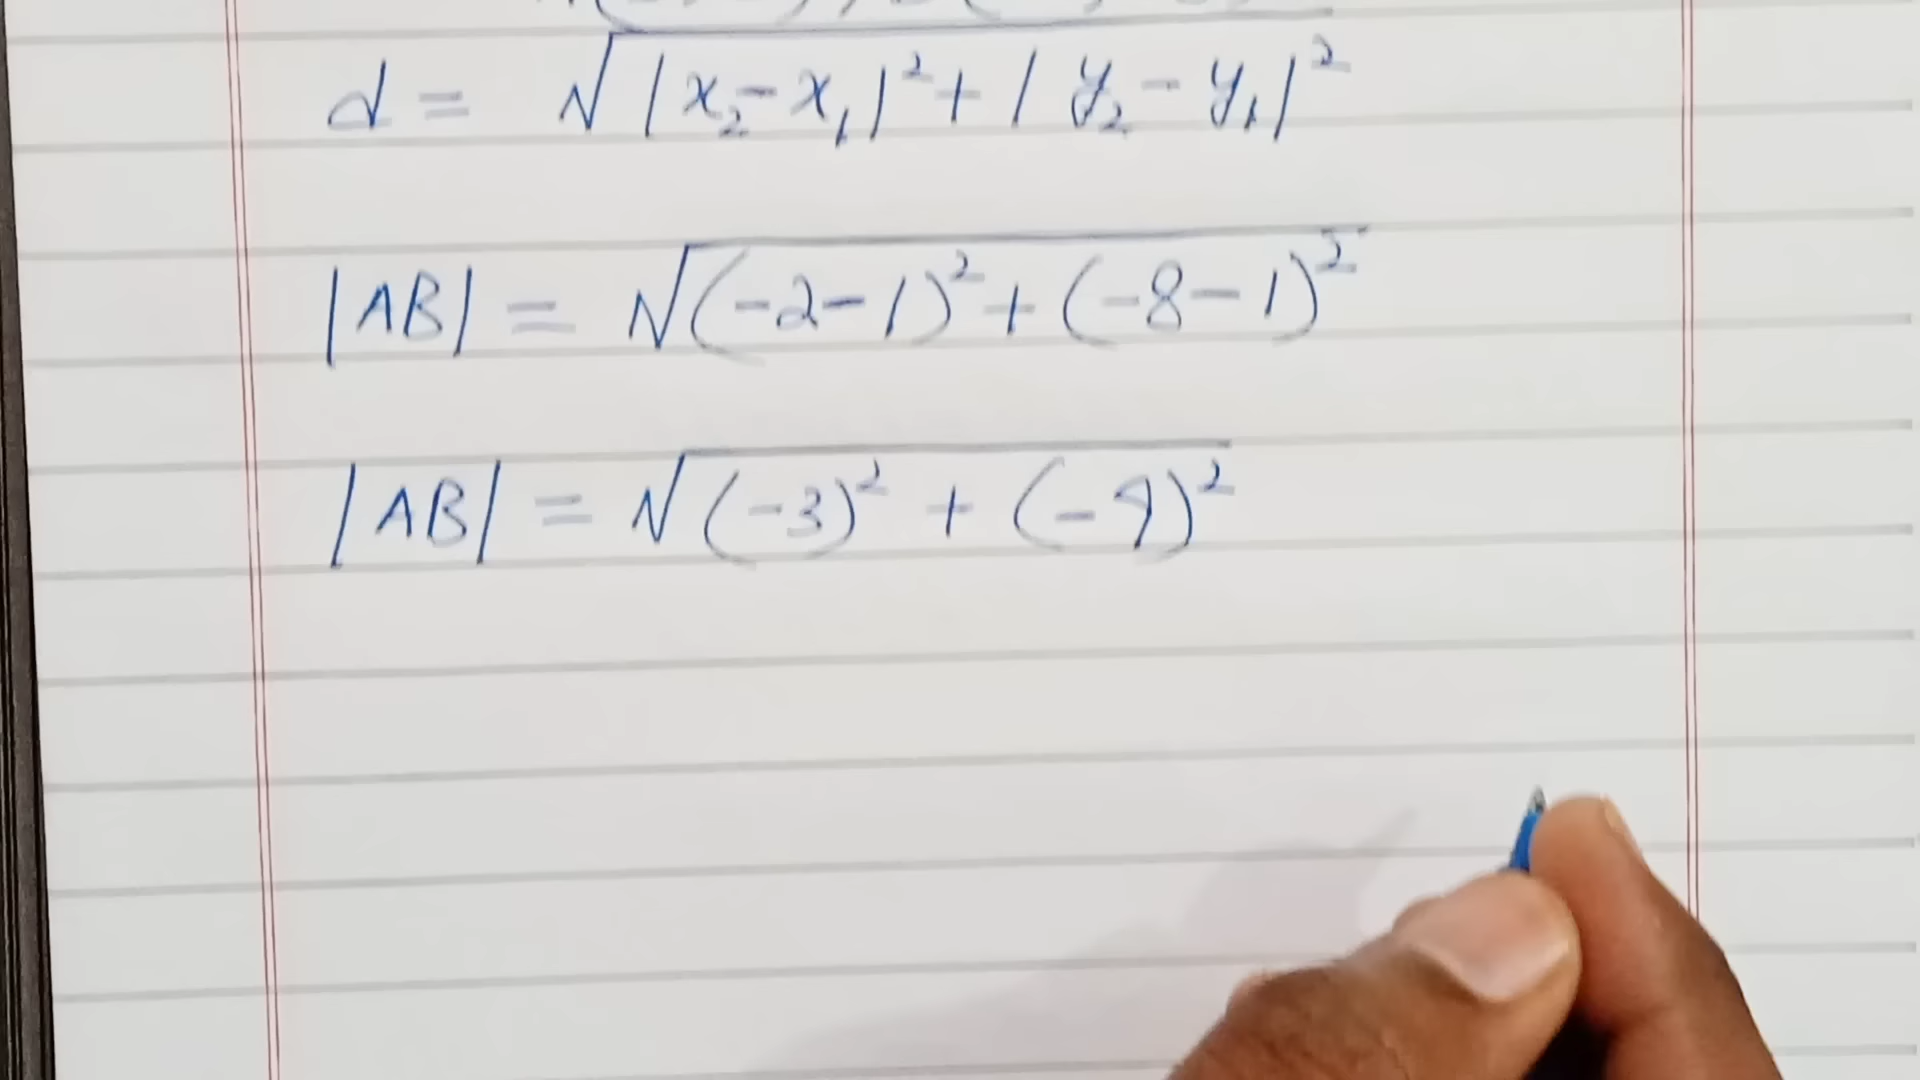 d = √|x₂-x₁|² + |y₂-y₁|²
|AB| = √(-2-1)² + (-8-1)²
|AB| = √(-3)² + (-9)²